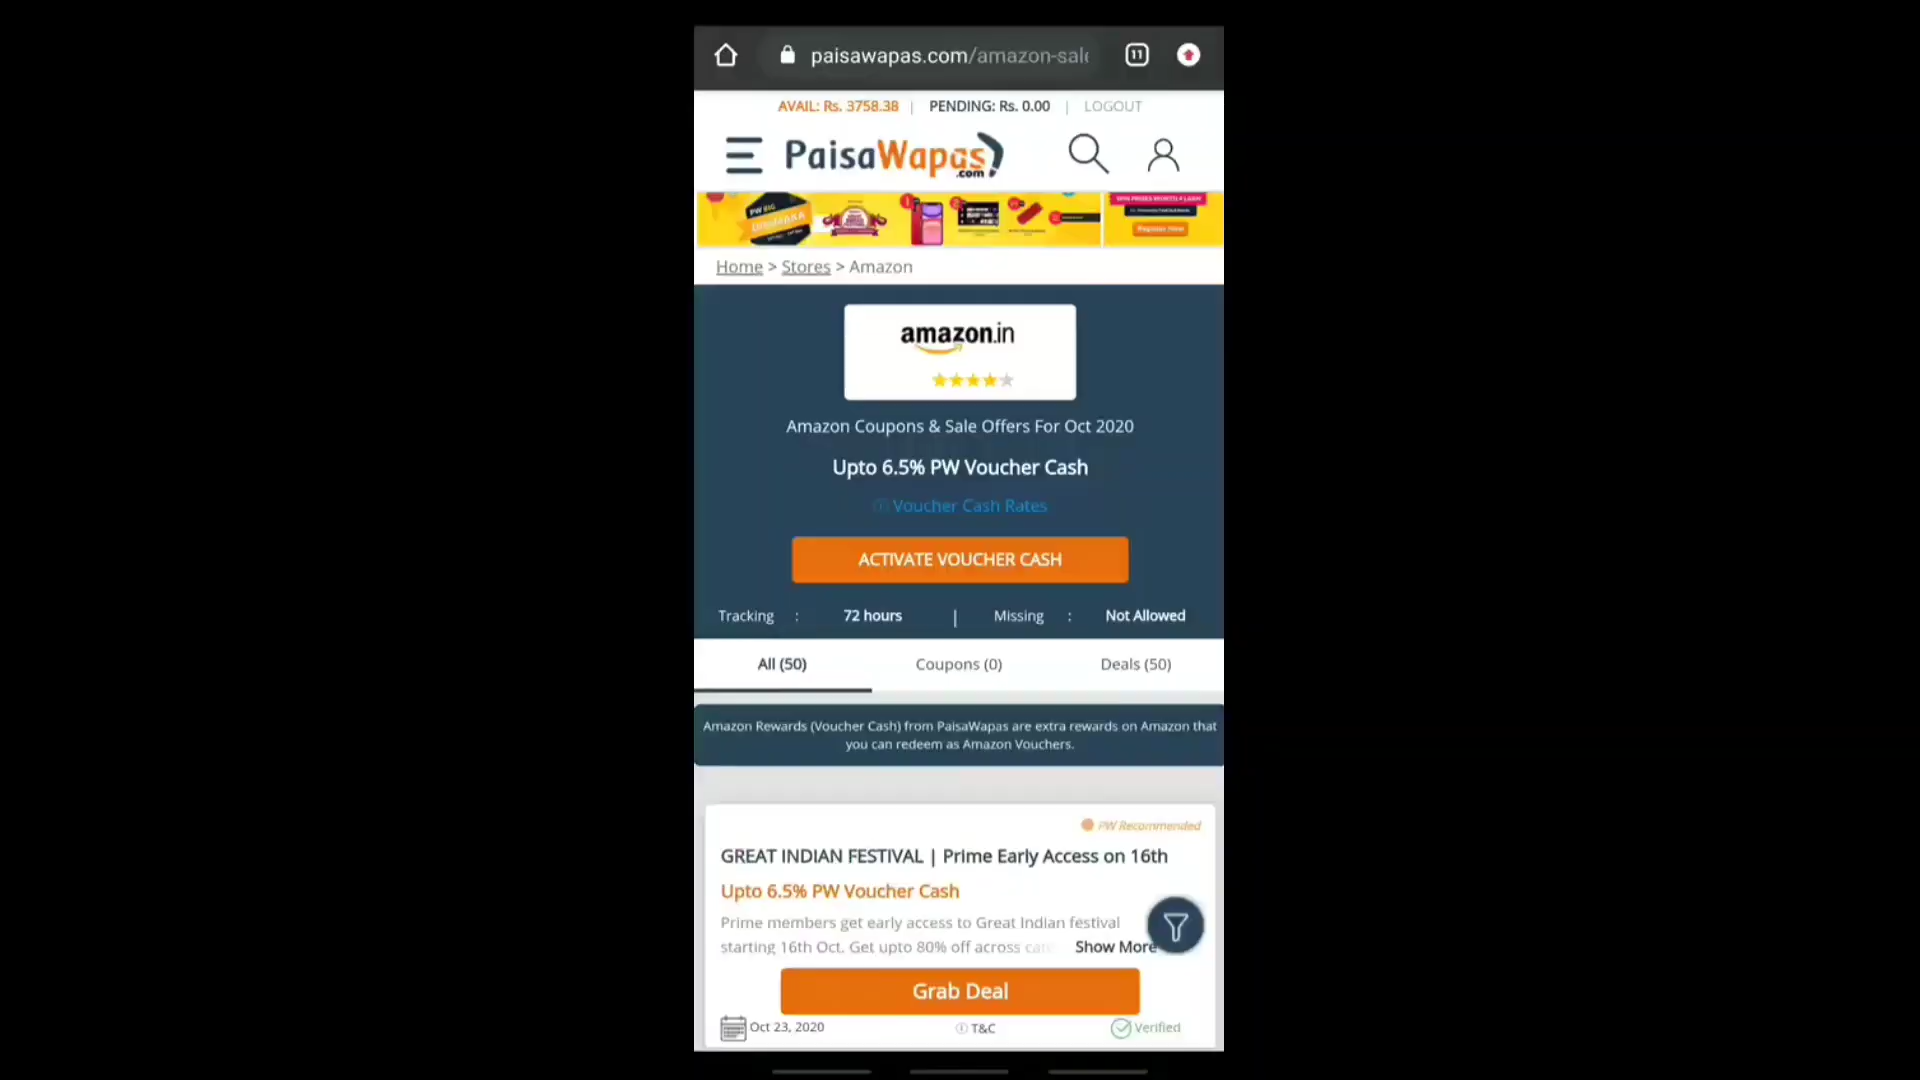 paisawapas.com/amazon-sale
11
AVAIL: Rs. 3758.38 | PENDING: Rs. 0.00 | LOGOUT
PaisaWapas
.com
PW BIG
Register Now
Home > Stores > Amazon
amazon.in
Amazon Coupons & Sale Offers For Oct 2020
Upto 6.5% PW Voucher Cash
Voucher Cash Rates
ACTIVATE VOUCHER CASH
Tracking : 72 hours | Missing : Not Allowed
All (50) Coupons (0) Deals (50)
Amazon Rewards (Voucher Cash) from PaisaWapas are extra rewards on Amazon that
you can redeem as Amazon Vouchers.
PW Recommended
GREAT INDIAN FESTIVAL | Prime Early Access on 16th
Upto 6.5% PW Voucher Cash
Prime members get early access to Great Indian festival
starting 16th Oct. Get upto 80% off across Show More
Grab Deal
Oct 23, 2020 T&C Verified